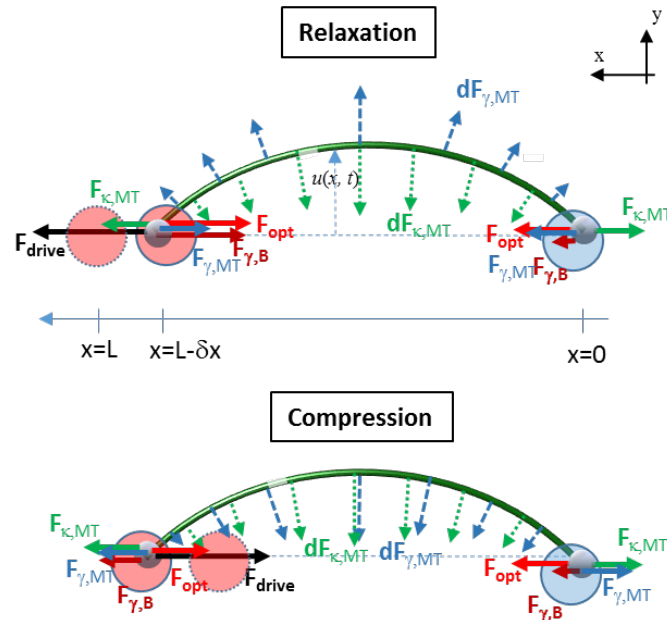 Relaxation
y
x
dFγ,MT
u(x, t)
Fκ,MT
Fdrive
Fopt
Fγ,MT
Fγ,B
dFκ,MT
Fκ,MT
Fopt
Fγ,MT
Fγ,B
x=L
x=L-δx
x=0
Compression
Fκ,MT
Fγ,MT
Fγ,B
Fopt
Fdrive
dFκ,MT
dFγ,MT
Fκ,MT
Fopt
Fγ,MT
Fγ,B